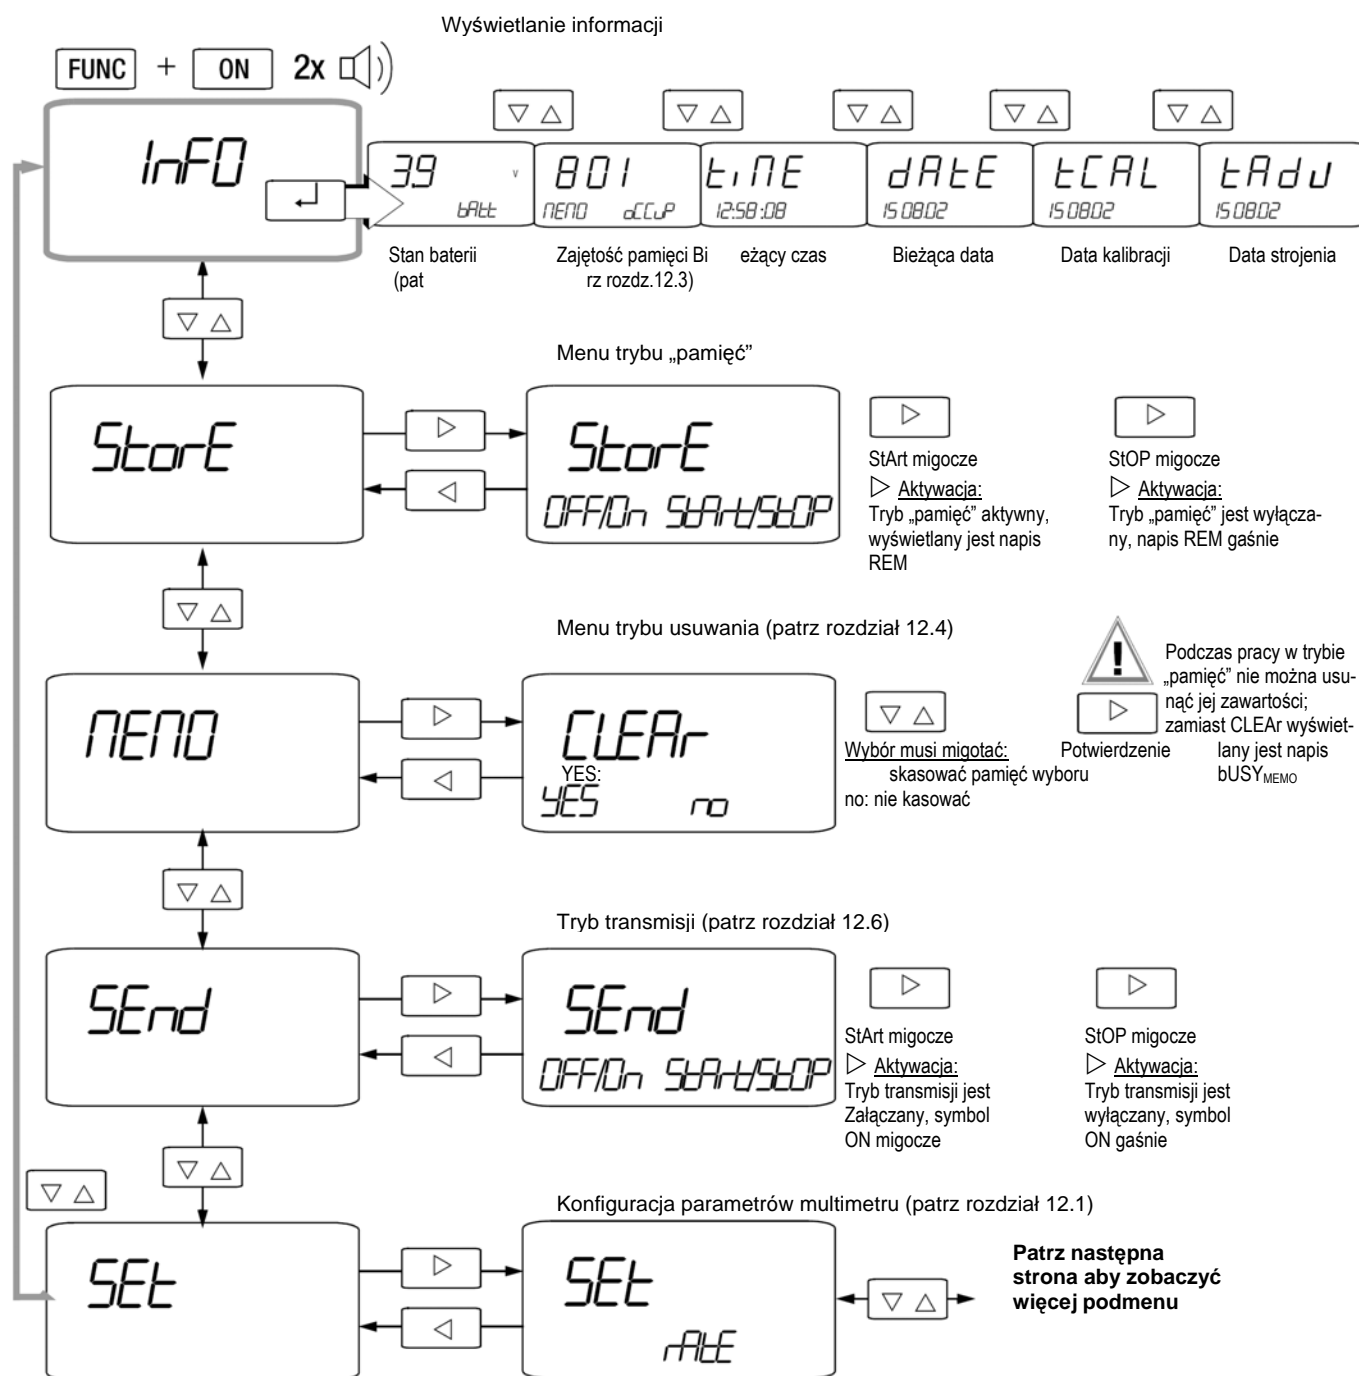 Wyświetlanie informacji
FUNC + ON 2x
InFO
3.9 V
bAtt
801
MEMO oCCuP
tiME
12:58:08
dAtE
15.08.02
tCAL
15.08.02
tAdJ
15.08.02
Stan baterii
(pat
Zajętość pamięci Bi
rz rozdz.12.3)
eżący czas
Bieżąca data
Data kalibracji
Data strojenia
Menu trybu „pamięć”
StorE
StorE
OFF/On StArt/StOP
StArt migocze
▷ Aktywacja:
Tryb „pamięć” aktywny,
wyświetlany jest napis
REM
StOP migocze
▷ Aktywacja:
Tryb „pamięć” jest wyłącza-
ny, napis REM gaśnie
Menu trybu usuwania (patrz rozdział 12.4)
MEMO
CLEAr
YES:
YES no
Wybór musi migotać:
skasować pamięć wyboru
no: nie kasować
Potwierdzenie
Podczas pracy w trybie
„pamięć” nie można usu-
nąć jej zawartości;
zamiast CLEAr wyświet-
lany jest napis
bUSY MEMO
Tryb transmisji (patrz rozdział 12.6)
SEnd
SEnd
OFF/On StArt/StOP
StArt migocze
▷ Aktywacja:
Tryb transmisji jest
Załączany, symbol
ON migocze
StOP migocze
▷ Aktywacja:
Tryb transmisji jest
wyłączany, symbol
ON gaśnie
Konfiguracja parametrów multimetru (patrz rozdział 12.1)
SEt
SEt
rAtE
Patrz następna
strona aby zobaczyć
więcej podmenu